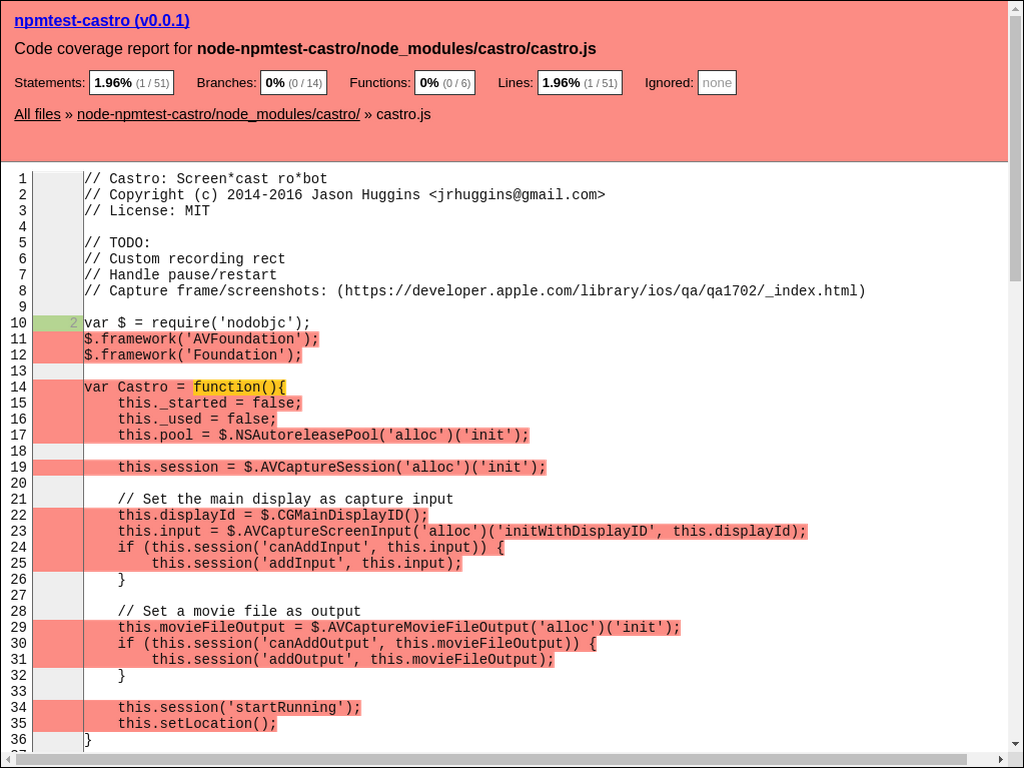 npmtest-castro (v0.0.1)
Code coverage report for node-npmtest-castro/node_modules/castro/castro.js
Statements: 1.96% (1 / 51) Branches: 0% (0 / 14) Functions: 0% (0 / 6) Lines: 1.96% (1 / 51) Ignored: none
All files » node-npmtest-castro/node_modules/castro/ » castro.js
1 // Castro: Screen*cast ro*bot
2 // Copyright (c) 2014-2016 Jason Huggins <jrhuggins@gmail.com>
3 // License: MIT
4
5 // TODO:
6 // Custom recording rect
7 // Handle pause/restart
8 // Capture frame/screenshots: (https://developer.apple.com/library/ios/qa/qa1702/_index.html)
9
10 2 var $ = require('nodobjc');
11 $.framework('AVFoundation');
12 $.framework('Foundation');
13
14 var Castro = function(){
15     this._started = false;
16     this._used = false;
17     this.pool = $.NSAutoreleasePool('alloc')('init');
18
19     this.session = $.AVCaptureSession('alloc')('init');
20
21     // Set the main display as capture input
22     this.displayId = $.CGMainDisplayID();
23     this.input = $.AVCaptureScreenInput('alloc')('initWithDisplayID', this.displayId);
24     if (this.session('canAddInput', this.input)) {
25         this.session('addInput', this.input);
26     }
27
28     // Set a movie file as output
29     this.movieFileOutput = $.AVCaptureMovieFileOutput('alloc')('init');
30     if (this.session('canAddOutput', this.movieFileOutput)) {
31         this.session('addOutput', this.movieFileOutput);
32     }
33
34     this.session('startRunning');
35     this.setLocation();
36 }